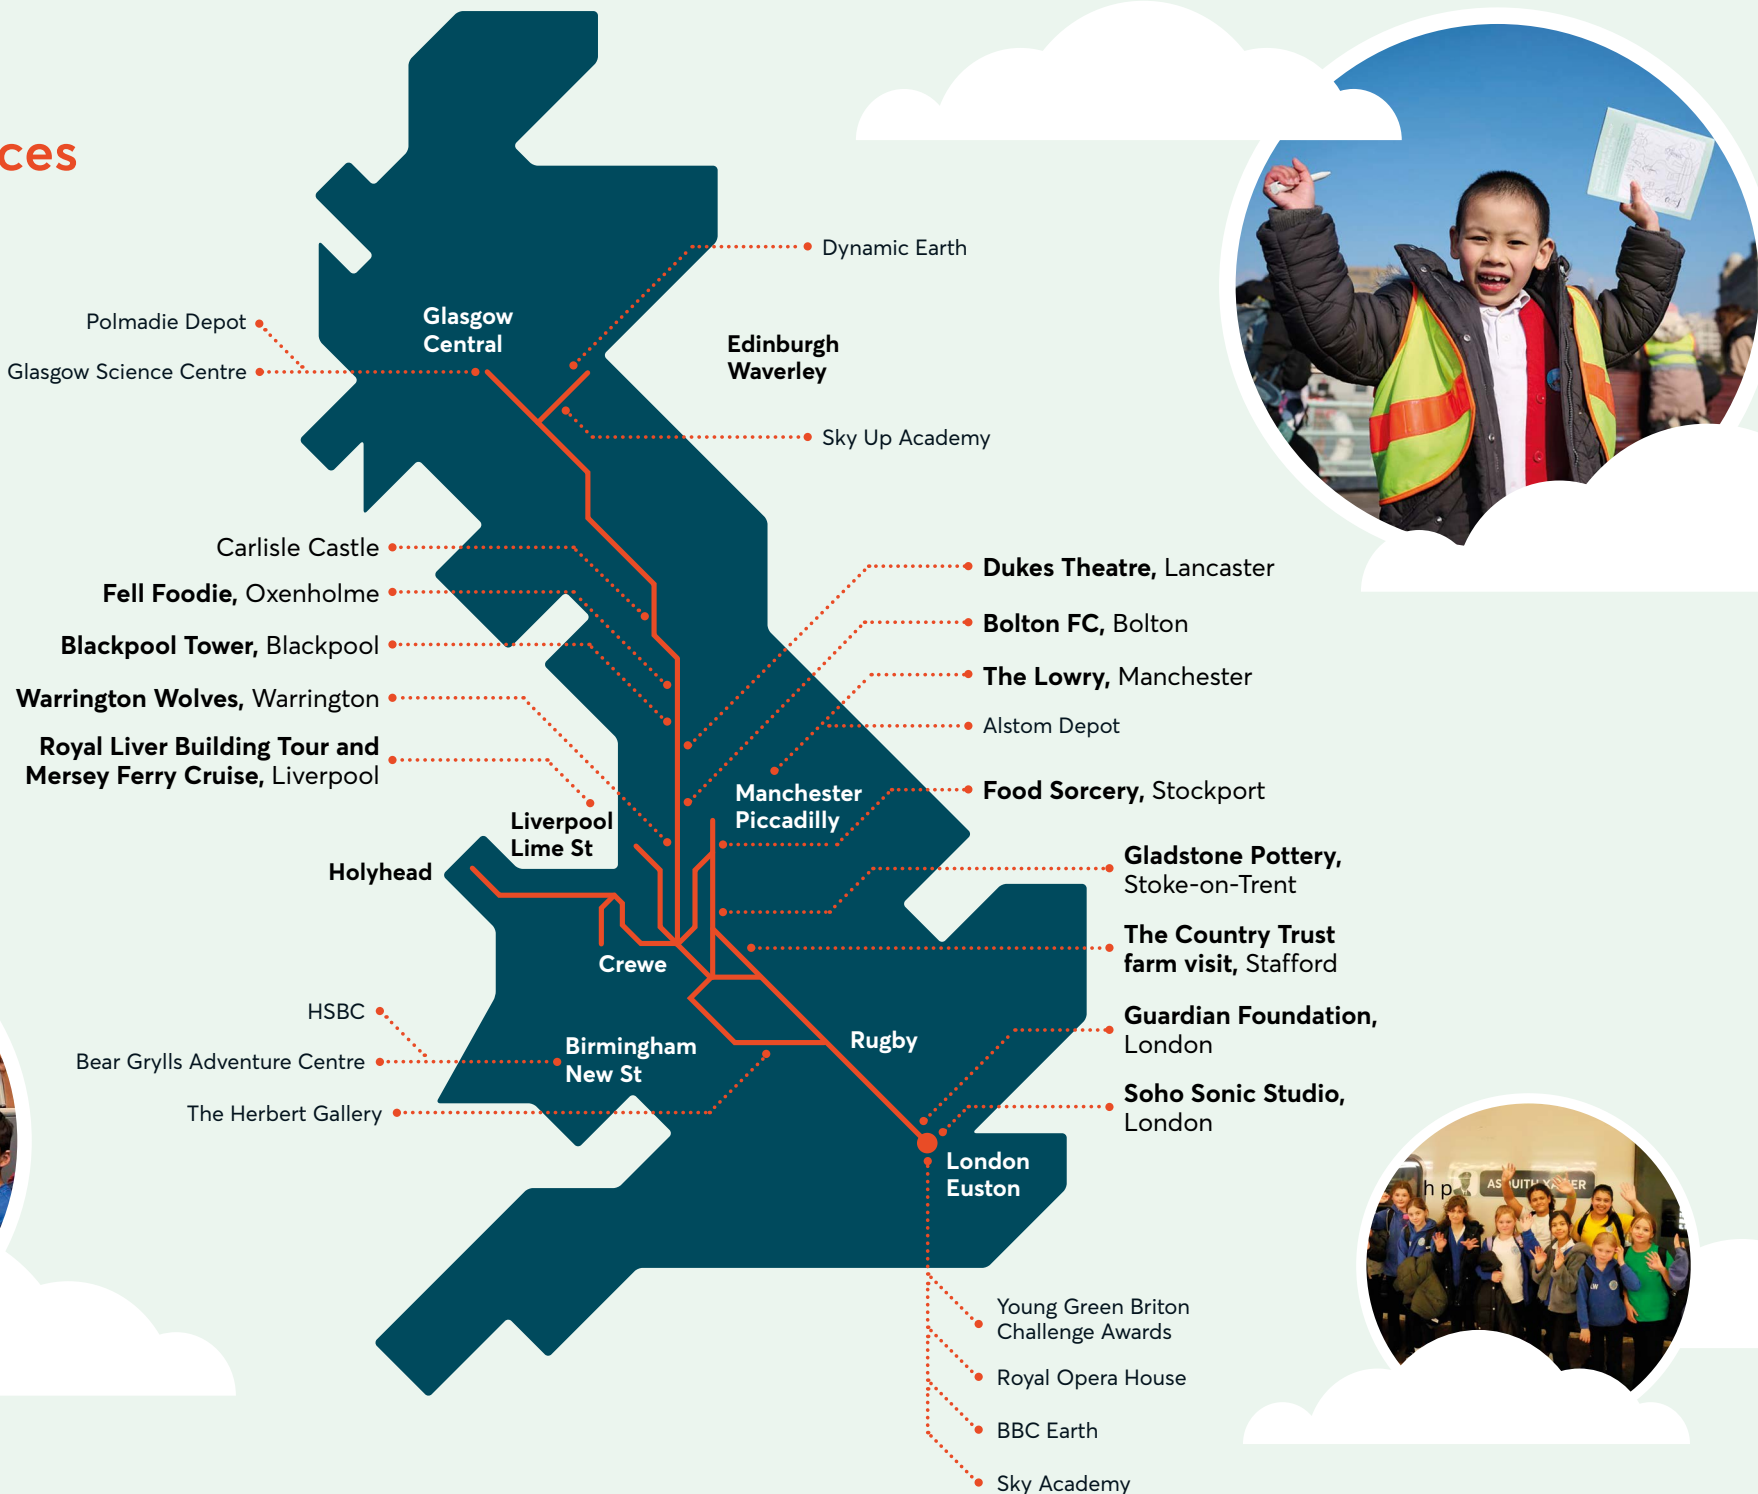 ces
Dynamic Earth
Polmadie Depot
Glasgow
Central
Edinburgh
Waverley
Glasgow Science Centre
Sky Up Academy
Carlisle Castle
Fell Foodie, Oxenholme
Blackpool Tower, Blackpool
Warrington Wolves, Warrington
Royal Liver Building Tour and
Mersey Ferry Cruise, Liverpool
Dukes Theatre, Lancaster
Bolton FC, Bolton
The Lowry, Manchester
Alstom Depot
Manchester
Piccadilly
Food Sorcery, Stockport
Liverpool
Lime St
Holyhead
Gladstone Pottery,
Stoke-on-Trent
The Country Trust
farm visit, Stafford
Crewe
HSBC
Bear Grylls Adventure Centre
Birmingham
New St
Rugby
The Herbert Gallery
Guardian Foundation,
London
Soho Sonic Studio,
London
London
Euston
Young Green Briton
Challenge Awards
Royal Opera House
BBC Earth
Sky Academy
h p